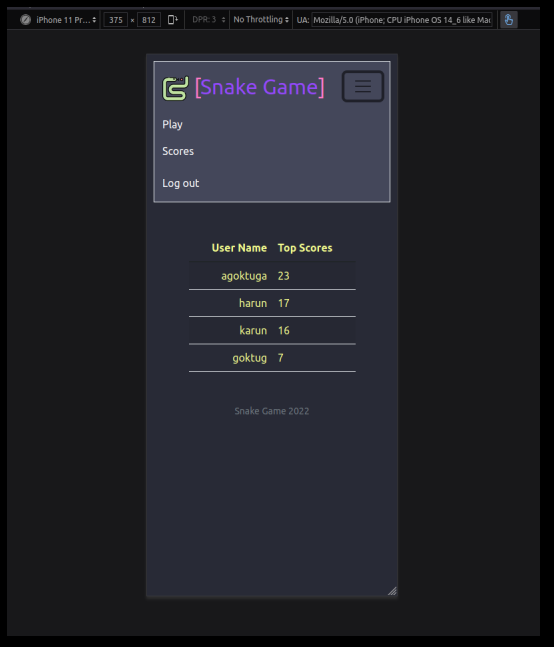 iPhone 11 Pr... 375 × 812 DPR: 3 No Throttling UA: Mozilla/5.0 (iPhone; CPU iPhone OS 14_6 like Mac
[Snake Game]
Play
Scores
Log out
User Name Top Scores
agoktuga 23
harun 17
karun 16
goktug 7
Snake Game 2022